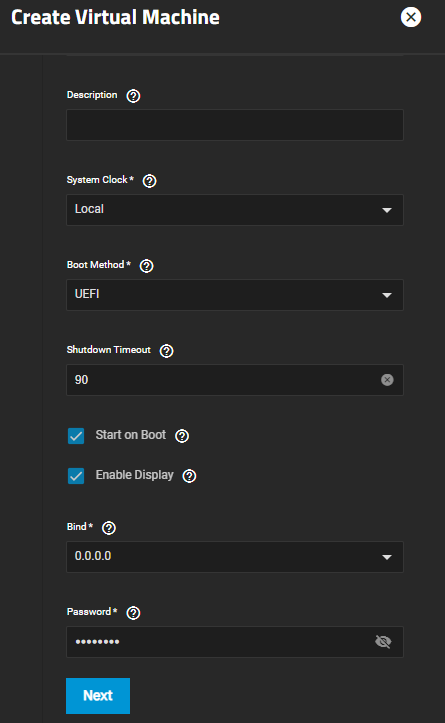 Create Virtual Machine
Description
System Clock *
Local
Boot Method *
UEFI
Shutdown Timeout
90
Start on Boot
Enable Display
Bind *
0.0.0.0
Password *
••••••••
Next